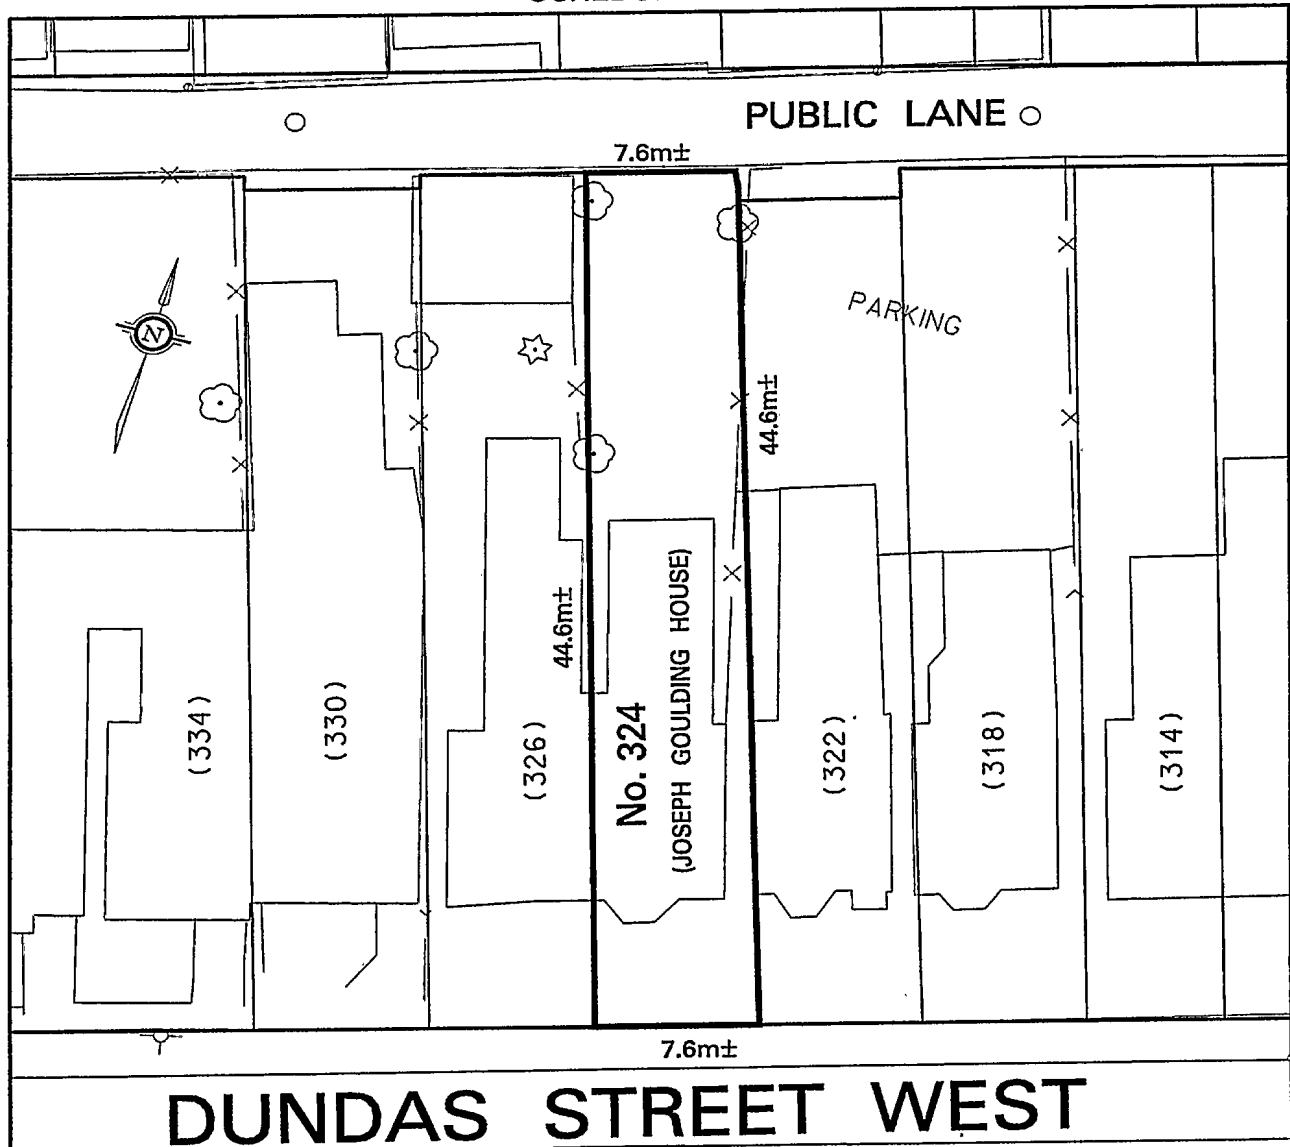 PUBLIC LANE
7.6m±
N
PARKING
44.6m±
44.6m±
(334)
(330)
(326)
No. 324
(JOSEPH GOULDING HOUSE)
(322)
(318)
(314)
7.6m±
DUNDAS STREET WEST